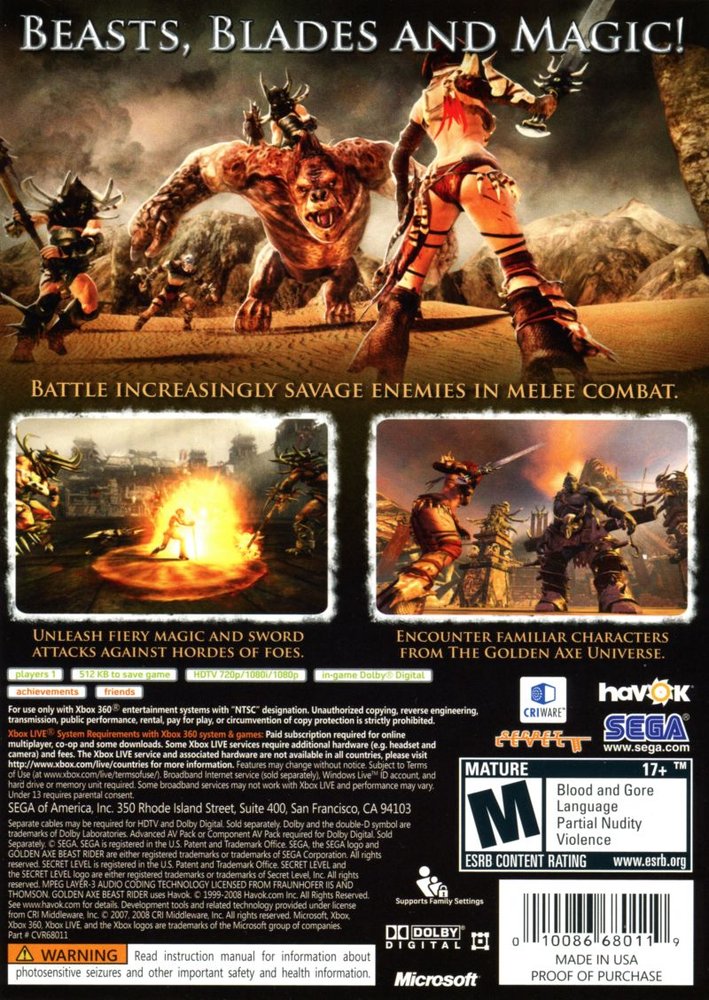 BEASTS, BLADES AND MAGIC!
BATTLE INCREASINGLY SAVAGE ENEMIES IN MELEE COMBAT.
UNLEASH FIERY MAGIC AND SWORD
ATTACKS AGAINST HORDES OF FOES.
ENCOUNTER FAMILIAR CHARACTERS
FROM THE GOLDEN AXE UNIVERSE.
players 1
512 KB to save game
HDTV 720p/1080i/1080p
in-game Dolby® Digital
achievements
friends
For use only with Xbox 360® entertainment systems with "NTSC" designation. Unauthorized copying, reverse engineering,
transmission, public performance, rental, pay for play, or circumvention of copy protection is strictly prohibited.
Xbox LIVE® System Requirements with Xbox 360 system & games: Paid subscription required for online
multiplayer, co-op and some downloads. Some Xbox LIVE services require additional hardware (e.g. headset and
camera) and fees. The Xbox LIVE service and associated hardware are not available in all countries, please visit
http://www.xbox.com/live/countries for more information. Features may change without notice. Subject to Terms
of Use (at www.xbox.com/live/termsofuse/). Broadband Internet service (sold separately), Windows Live™ ID account, and
hard drive or memory unit required. Some broadband services may not work with Xbox LIVE and performance may vary.
Under 13 requires parental consent.
SEGA of America, Inc. 350 Rhode Island Street, Suite 400, San Francisco, CA 94103
Separate cables may be required for HDTV and Dolby Digital. Sold separately. Dolby and the double-D symbol are
trademarks of Dolby Laboratories. Advanced AV Pack or Component AV Pack required for Dolby Digital. Sold
Separately. © SEGA. SEGA is registered in the U.S. Patent and Trademark Office. SEGA, the SEGA logo and
GOLDEN AXE BEAST RIDER are either registered trademarks or trademarks of SEGA Corporation. All rights
reserved. SECRET LEVEL is registered in the U.S. Patent and Trademark Office. SECRET LEVEL and
the SECRET LEVEL logo are either registered trademarks or trademarks of Secret Level, Inc. All rights
reserved. MPEG LAYER-3 AUDIO CODING TECHNOLOGY LICENSED FROM FRAUNHOFER IIS AND
THOMSON. GOLDEN AXE BEAST RIDER uses Havok. © 1999-2008 Havok.com Inc. All Rights Reserved.
See www.havok.com for details. Development tools and related technology provided under license
from CRI Middleware, Inc. © 2007, 2008 CRI Middleware, Inc. All rights reserved. Microsoft, Xbox,
Xbox 360, Xbox LIVE, and the Xbox logos are trademarks of the Microsoft group of companies.
Part # CVR68011
WARNING Read instruction manual for information about
photosensitive seizures and other important safety and health information.
CRIWARE™
havok
SEGA
www.sega.com
MATURE 17+ ™
M
Blood and Gore
Language
Partial Nudity
Violence
ESRB CONTENT RATING www.esrb.org
Supports Family Settings
DOLBY
DIGITAL
Microsoft
0 10086 68011 9
MADE IN USA
PROOF OF PURCHASE